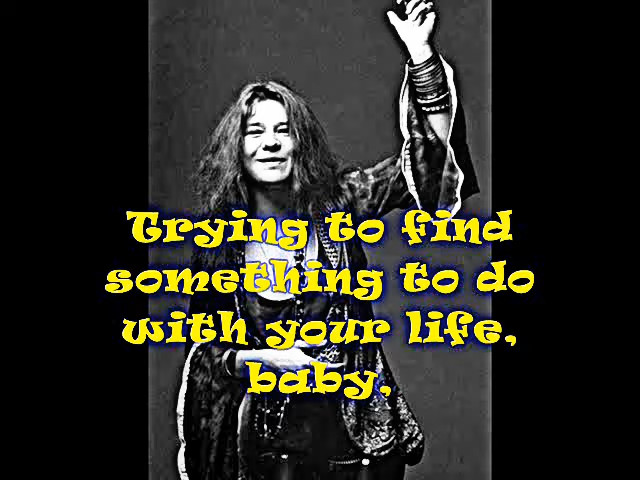 Trying to find
something to do
with your life,
baby,